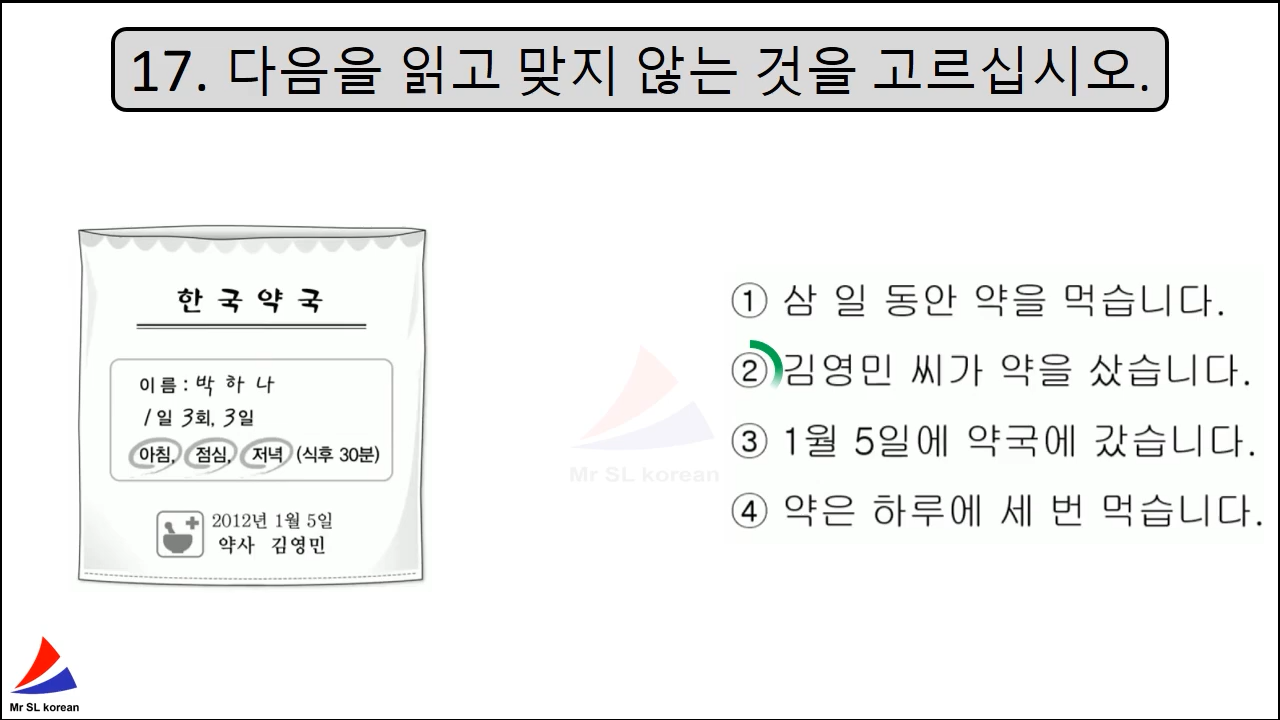 17. 다음을 읽고 맞지 않는 것을 고르십시오.
한국약국
이름 : 박하나
1일 3회, 3일
아침, 점심, 저녁 (식후 30분)
2012년 1월 5일
약사 김영민
① 삼 일 동안 약을 먹습니다.
② 김영민 씨가 약을 샀습니다.
③ 1월 5일에 약국에 갔습니다.
④ 약은 하루에 세 번 먹습니다.
Mr SL korean
Mr SL korean